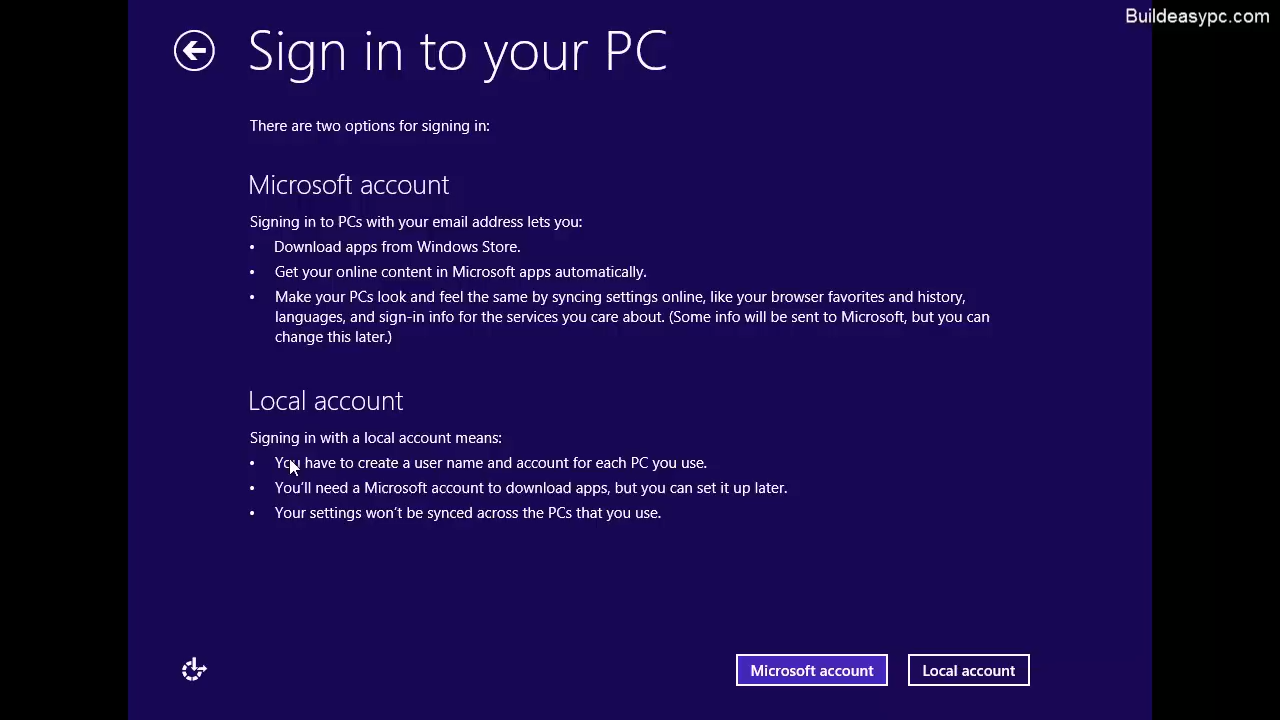 Buildeasypc.com
Sign in to your PC
There are two options for signing in:
Microsoft account
Signing in to PCs with your email address lets you:
• Download apps from Windows Store.
• Get your online content in Microsoft apps automatically.
• Make your PCs look and feel the same by syncing settings online, like your browser favorites and history,
languages, and sign-in info for the services you care about. (Some info will be sent to Microsoft, but you can
change this later.)
Local account
Signing in with a local account means:
• You have to create a user name and account for each PC you use.
• You'll need a Microsoft account to download apps, but you can set it up later.
• Your settings won't be synced across the PCs that you use.
Microsoft account
Local account